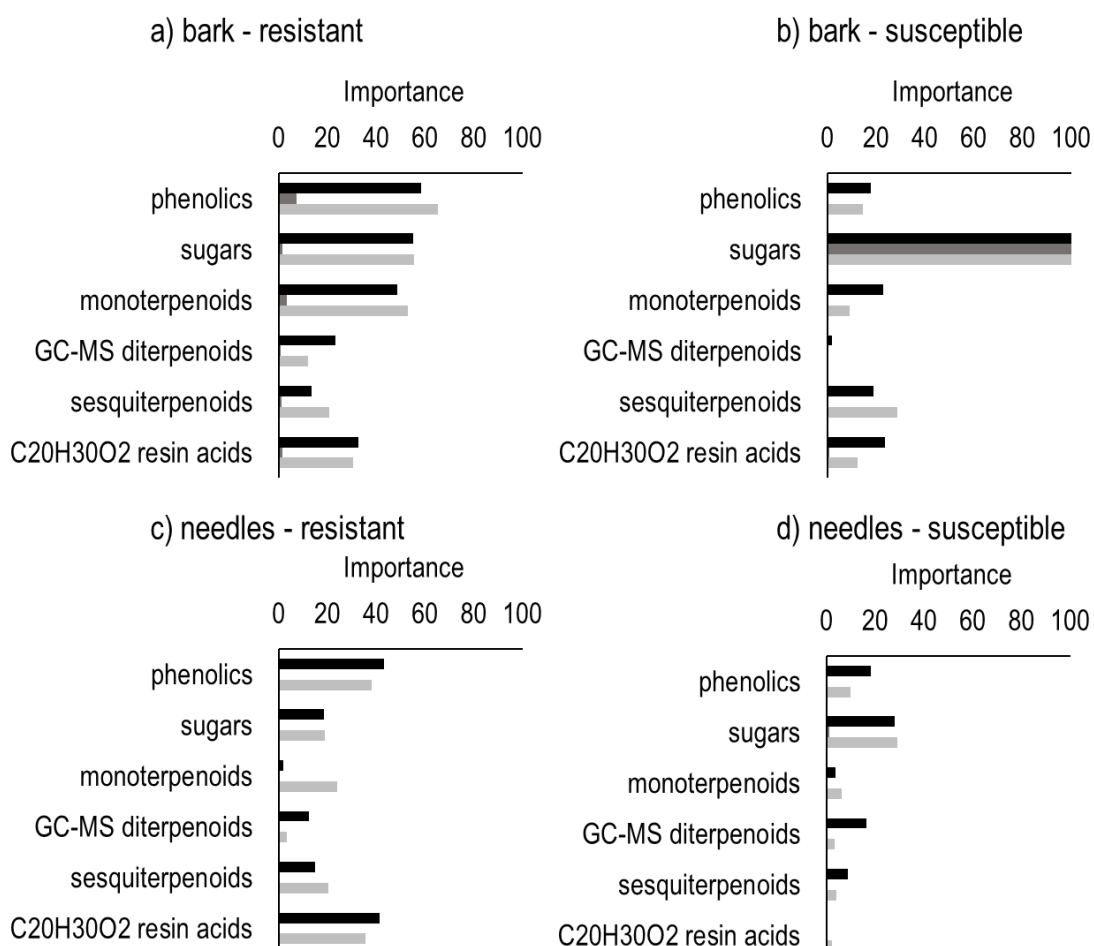 a) bark - resistant
Importance
0 20 40 60 80 100
phenolics
sugars
monoterpenoids
GC-MS diterpenoids
sesquiterpenoids
C20H30O2 resin acids
b) bark - susceptible
Importance
0 20 40 60 80 100
phenolics
sugars
monoterpenoids
GC-MS diterpenoids
sesquiterpenoids
C20H30O2 resin acids
c) needles - resistant
Importance
0 20 40 60 80 100
phenolics
sugars
monoterpenoids
GC-MS diterpenoids
sesquiterpenoids
C20H30O2 resin acids
d) needles - susceptible
Importance
0 20 40 60 80 100
phenolics
sugars
monoterpenoids
GC-MS diterpenoids
sesquiterpenoids
C20H30O2 resin acids